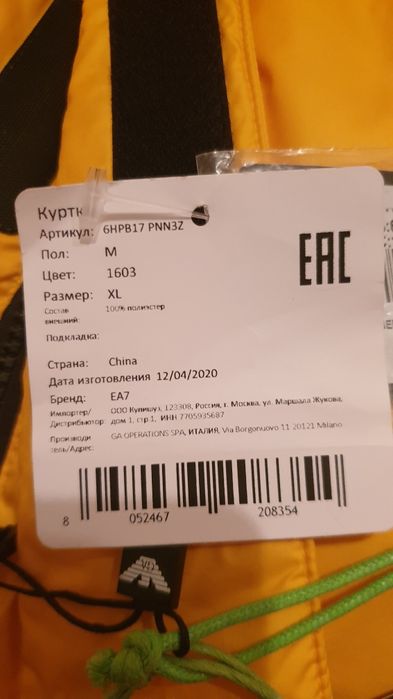 Куртк
Артикул: 6HPB17 PNN3Z
Пол: M
Цвет: 1603
Размер: XL
Состав внешний: 100% полиэстер
Подкладка:
Страна: China
Дата изготовления 12/04/2020
Бренд: EA7
Импортер/ ООО Купишуз, 123308, Россия, г. Москва, ул. Маршала Жукова,
Дистрибьютор: дом 1, стр.1, ИНН 7705935687
Производи тель/Адрес: GA OPERATIONS SPA, ИТАЛИЯ, Via Borgonuovo 11 20121 Milano
EAC
8 052467 208354